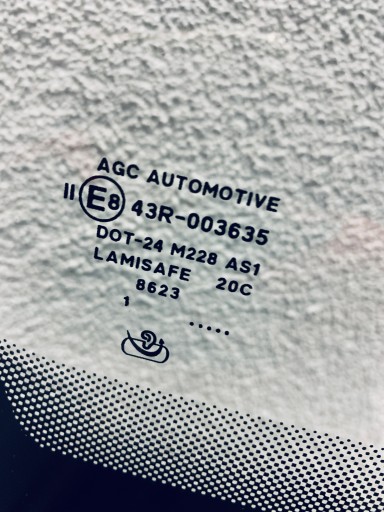 AGC AUTOMOTIVE
II E8 43R-003635
DOT-24 M228 AS1
LAMISAFE 20C
8623
1 .....